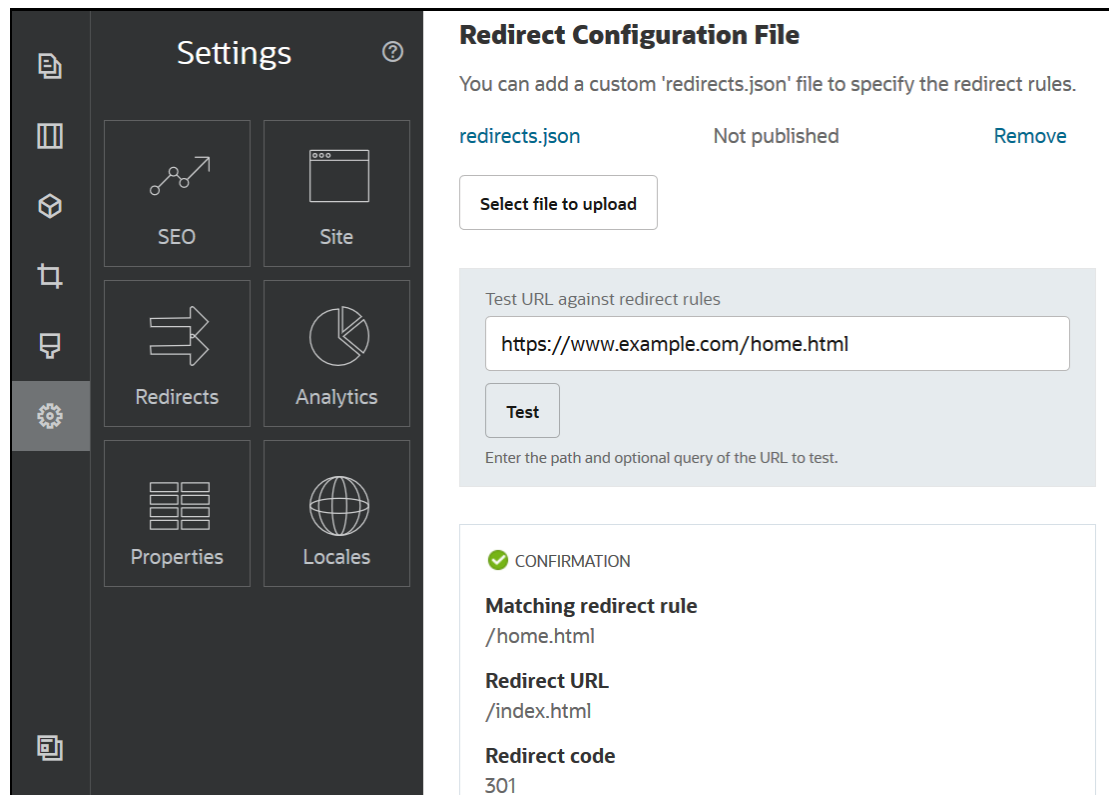 Settings
SEO
Site
Redirects
Analytics
Properties
Locales
Redirect Configuration File
You can add a custom 'redirects.json' file to specify the redirect rules.
redirects.json Not published Remove
Select file to upload
Test URL against redirect rules
https://www.example.com/home.html
Test
Enter the path and optional query of the URL to test.
CONFIRMATION
Matching redirect rule
/home.html
Redirect URL
/index.html
Redirect code
301